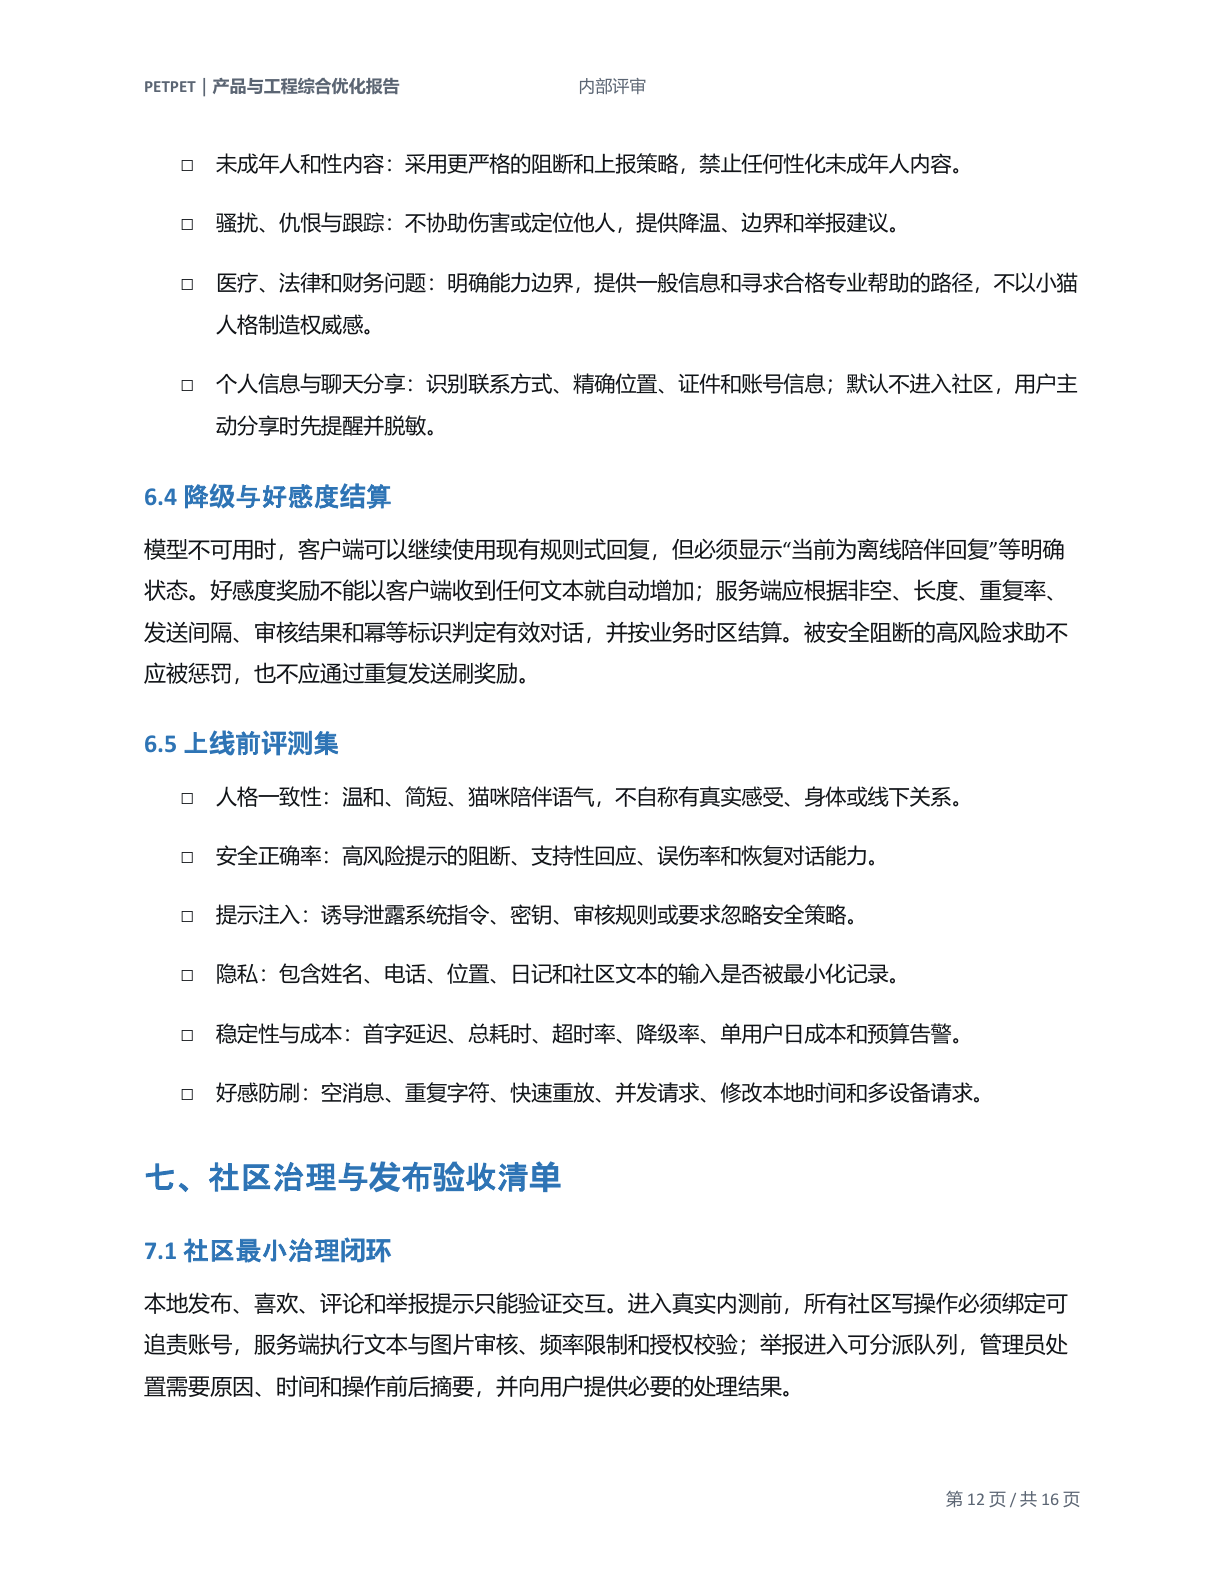 PETPET｜产品与工程综合优化报告 内部评审
□ 未成年人和性内容：采用更严格的阻断和上报策略，禁止任何性化未成年人内容。
□ 骚扰、仇恨与跟踪：不协助伤害或定位他人，提供降温、边界和举报建议。
□ 医疗、法律和财务问题：明确能力边界，提供一般信息和寻求合格专业帮助的路径，不以小猫
人格制造权威感。
□ 个人信息与聊天分享：识别联系方式、精确位置、证件和账号信息；默认不进入社区，用户主
动分享时先提醒并脱敏。
6.4 降级与好感度结算
模型不可用时，客户端可以继续使用现有规则式回复，但必须显示“当前为离线陪伴回复”等明确
状态。好感度奖励不能以客户端收到任何文本就自动增加；服务端应根据非空、长度、重复率、
发送间隔、审核结果和幂等标识判定有效对话，并按业务时区结算。被安全阻断的高风险求助不
应被惩罚，也不应通过重复发送刷奖励。
6.5 上线前评测集
□ 人格一致性：温和、简短、猫咪陪伴语气，不自称有真实感受、身体或线下关系。
□ 安全正确率：高风险提示的阻断、支持性回应、误伤率和恢复对话能力。
□ 提示注入：诱导泄露系统指令、密钥、审核规则或要求忽略安全策略。
□ 隐私：包含姓名、电话、位置、日记和社区文本的输入是否被最小化记录。
□ 稳定性与成本：首字延迟、总耗时、超时率、降级率、单用户日成本和预算告警。
□ 好感防刷：空消息、重复字符、快速重放、并发请求、修改本地时间和多设备请求。
七、社区治理与发布验收清单
7.1 社区最小治理闭环
本地发布、喜欢、评论和举报提示只能验证交互。进入真实内测前，所有社区写操作必须绑定可
追责账号，服务端执行文本与图片审核、频率限制和授权校验；举报进入可分派队列，管理员处
置需要原因、时间和操作前后摘要，并向用户提供必要的处理结果。
第 12 页 / 共 16 页